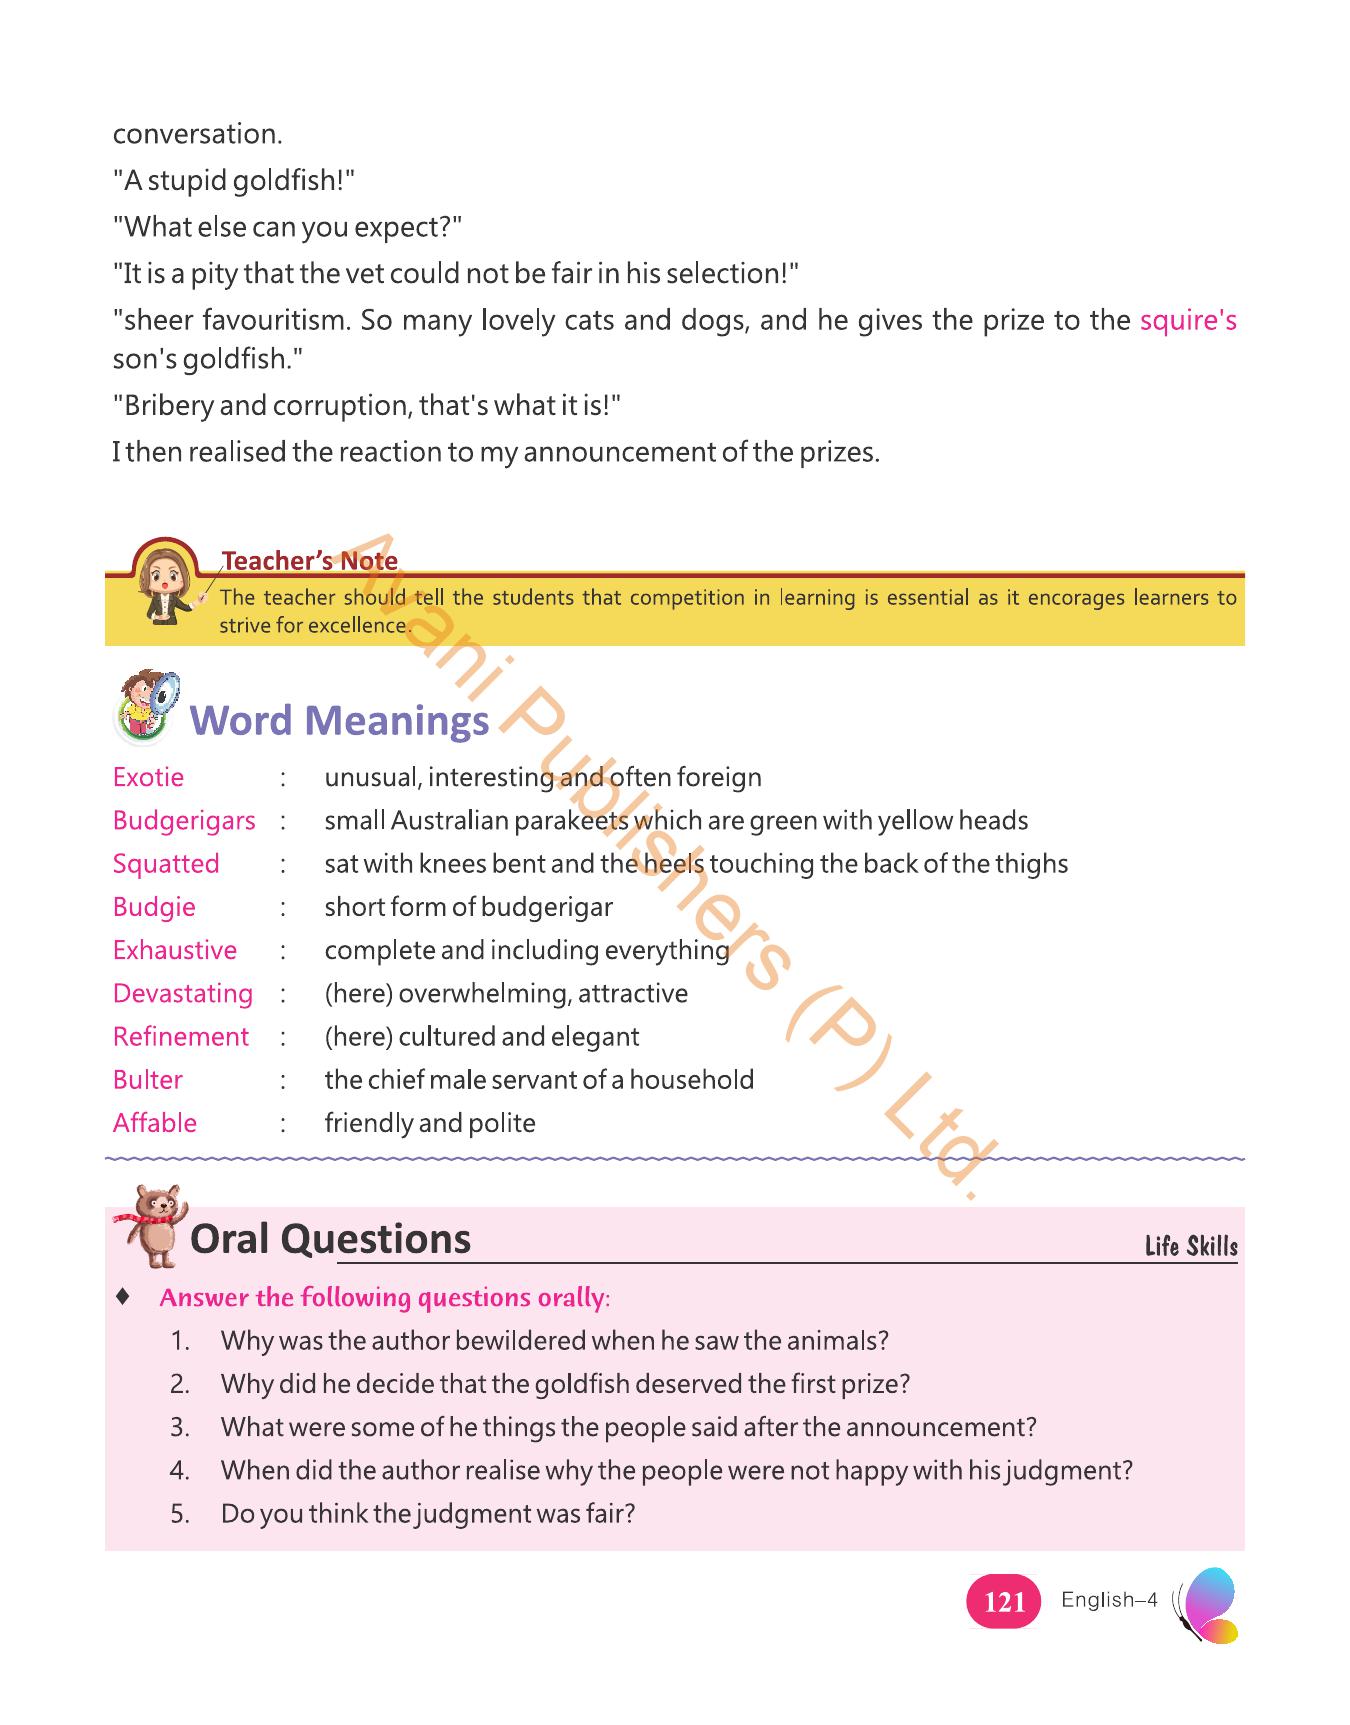 conversation.
"A stupid goldfish!"
"What else can you expect?"
"It is a pity that the vet could not be fair in his selection!"
"sheer favouritism. So many lovely cats and dogs, and he gives the prize to the squire's
son's goldfish."
"Bribery and corruption, that's what it is!"
I then realised the reaction to my announcement of the prizes.
Teacher’s Note
The teacher should tell the students that competition in learning is essential as it encorages learners to
strive for excellence.
Word Meanings
Exotie : unusual, interesting and often foreign
Budgerigars : small Australian parakeets which are green with yellow heads
Squatted : sat with knees bent and the heels touching the back of the thighs
Budgie : short form of budgerigar
Exhaustive : complete and including everything
Devastating : (here) overwhelming, attractive
Refinement : (here) cultured and elegant
Bulter : the chief male servant of a household
Affable : friendly and polite
Avani Publishers (P) Ltd.
Oral Questions
Life Skills
♦ Answer the following questions orally:
1. Why was the author bewildered when he saw the animals?
2. Why did he decide that the goldfish deserved the first prize?
3. What were some of he things the people said after the announcement?
4. When did the author realise why the people were not happy with his judgment?
5. Do you think the judgment was fair?
121 English–4